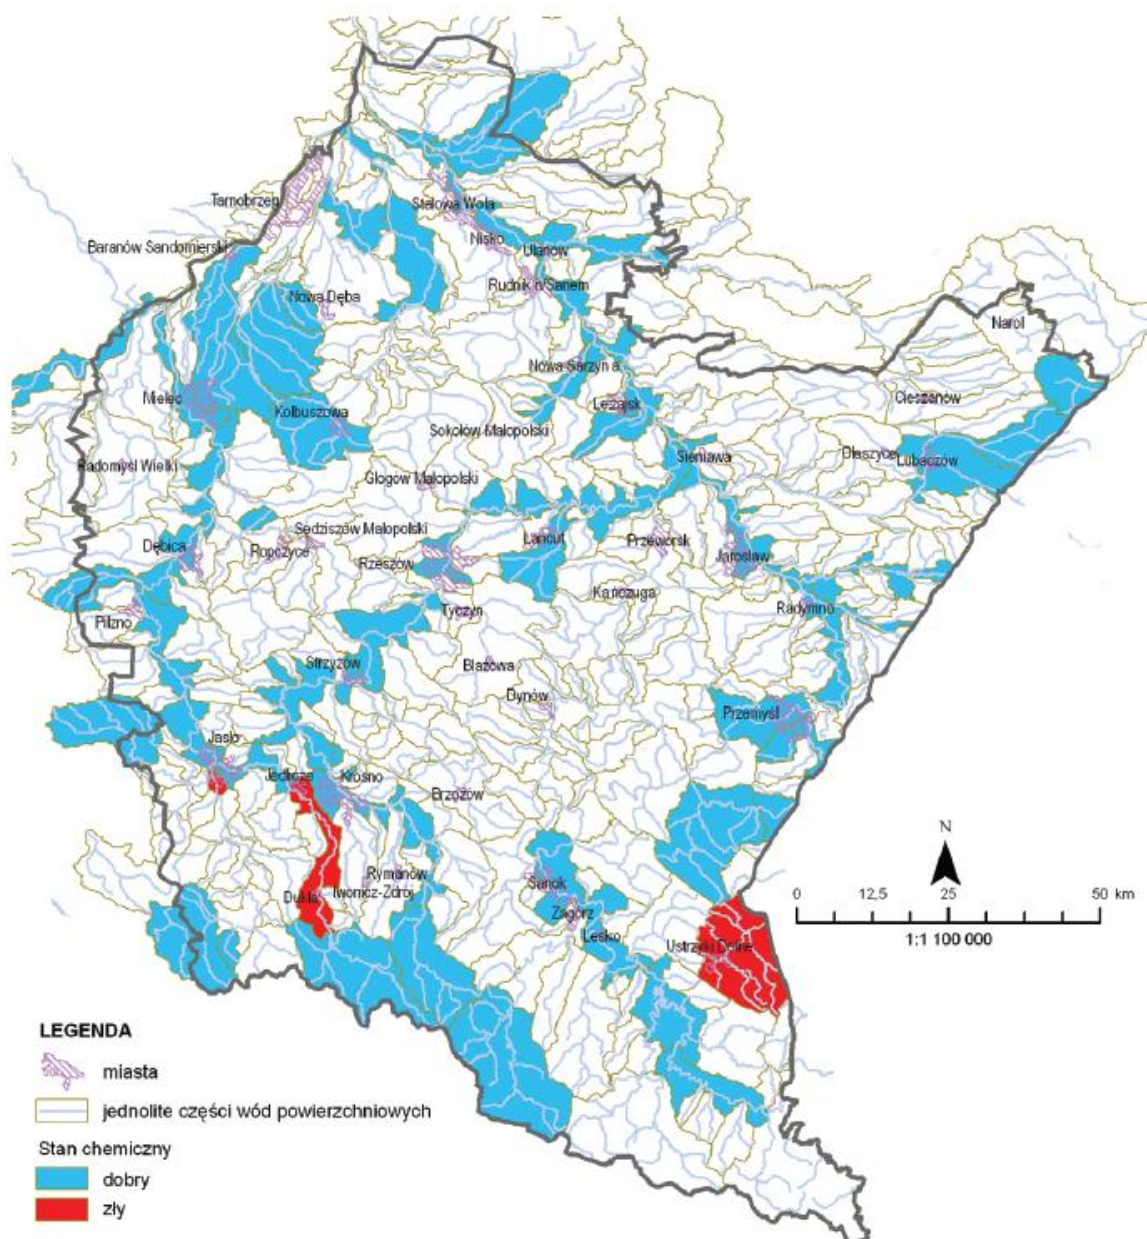 Tarnobrzeg
Stalowa Wola
Nisko
Baranów Sandomierski
Ulanów
Rudnik n/Sanem
Nowa Dęba
Narol
Nowa Sarzyna
Mielec
Kolbuszowa
Leżajsk
Cieszanów
Sokołów Małopolski
Radomyśl Wielki
Sieniawa
Oleszyce
Lubaczów
Głogów Małopolski
Sędziszów Małopolski
Dębica
Ropczyce
Rzeszów
Łańcut
Przeworsk
Jarosław
Kańczuga
Pilzno
Tyczyn
Radymno
Strzyżów
Błażowa
Dynów
Przemyśl
Jasło
Jedlicze
Krosno
Brzozów
Rymanów
Dukla
Iwonicz-Zdrój
Sanok
Zagórz
Lesko
Ustrzyki Dolne
N
0 12,5 25 50 km
1:1 100 000
LEGENDA
miasta
jednolite części wód powierzchniowych
Stan chemiczny
dobry
zły